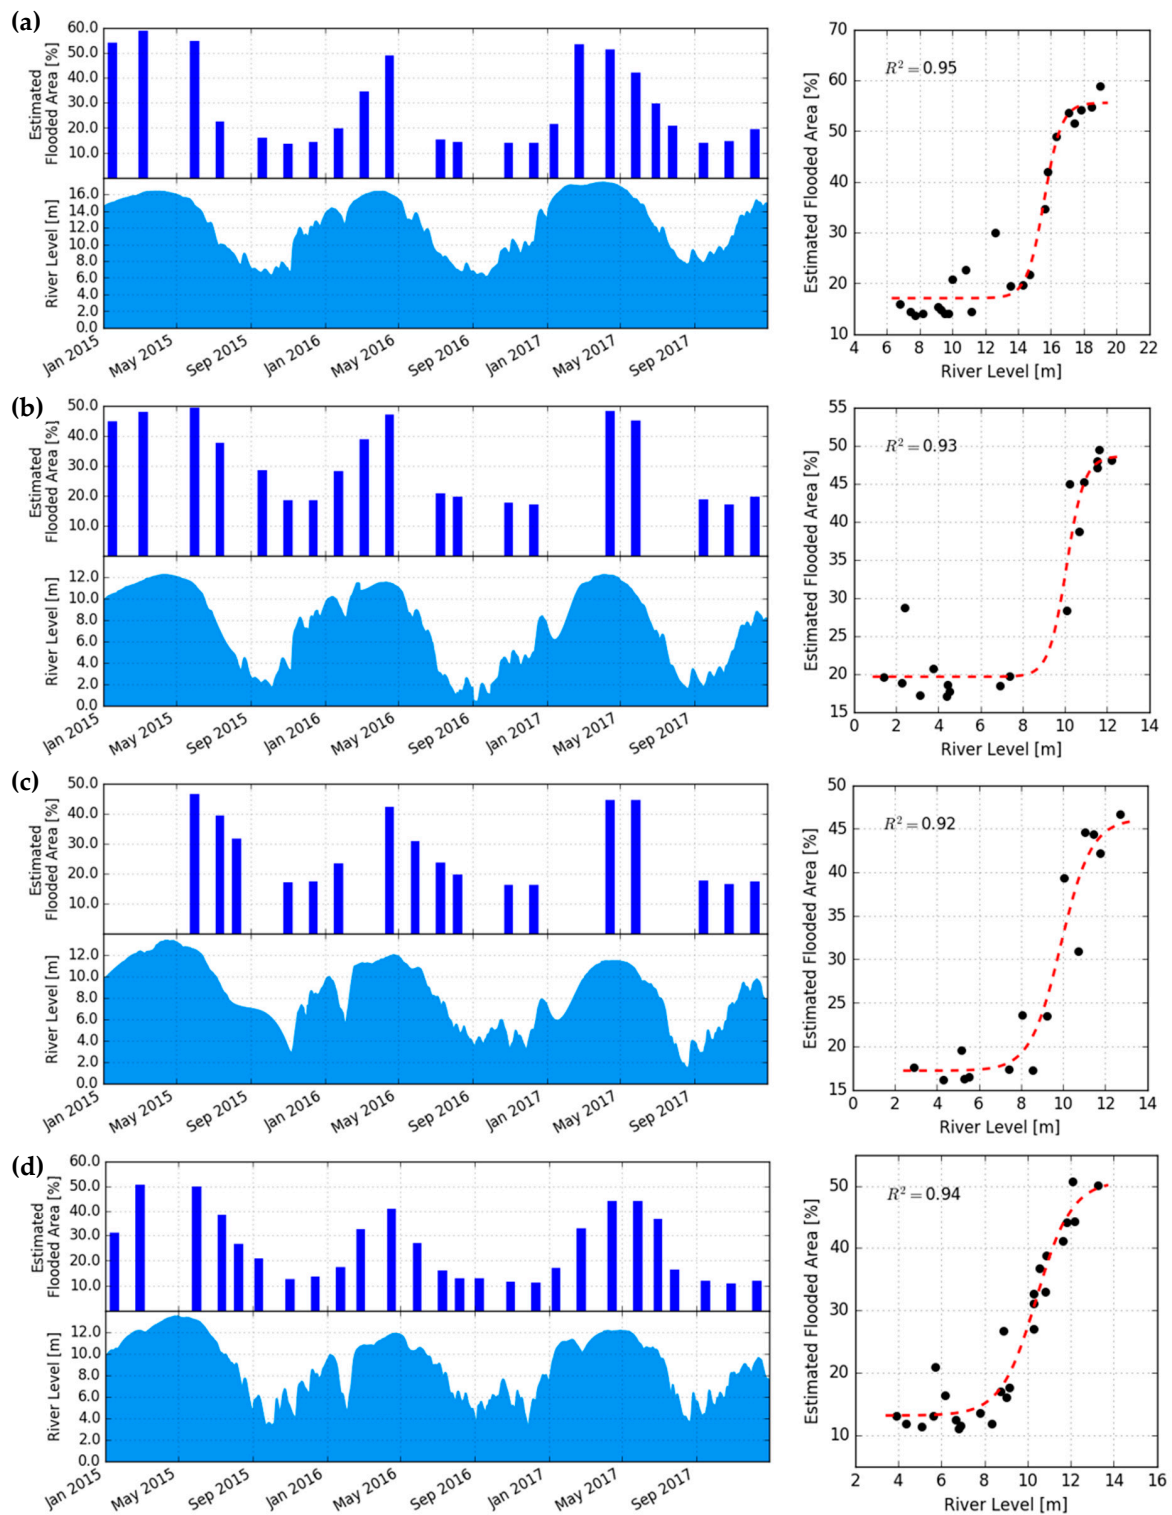 (a)
60.0
50.0
40.0
30.0
20.0
10.0
Estimated
Flooded Area [%]
16.0
14.0
12.0
10.0
8.0
6.0
4.0
2.0
0.0
River Level [m]
Jan 2015
May 2015
Sep 2015
Jan 2016
May 2016
Sep 2016
Jan 2017
May 2017
Sep 2017
R² = 0.95
70
60
50
40
30
20
10
Estimated Flooded Area [%]
4 6 8 10 12 14 16 18 20 22
River Level [m]
(b)
50.0
40.0
30.0
20.0
10.0
Estimated
Flooded Area [%]
12.0
10.0
8.0
6.0
4.0
2.0
0.0
River Level [m]
Jan 2015
May 2015
Sep 2015
Jan 2016
May 2016
Sep 2016
Jan 2017
May 2017
Sep 2017
R² = 0.93
55
50
45
40
35
30
25
20
15
Estimated Flooded Area [%]
0 2 4 6 8 10 12 14
River Level [m]
(c)
50.0
40.0
30.0
20.0
10.0
Estimated
Flooded Area [%]
12.0
10.0
8.0
6.0
4.0
2.0
0.0
River Level [m]
Jan 2015
May 2015
Sep 2015
Jan 2016
May 2016
Sep 2016
Jan 2017
May 2017
Sep 2017
R² = 0.92
50
45
40
35
30
25
20
15
Estimated Flooded Area [%]
0 2 4 6 8 10 12 14
River Level [m]
(d)
60.0
50.0
40.0
30.0
20.0
10.0
Estimated
Flooded Area [%]
12.0
10.0
8.0
6.0
4.0
2.0
0.0
River Level [m]
Jan 2015
May 2015
Sep 2015
Jan 2016
May 2016
Sep 2016
Jan 2017
May 2017
Sep 2017
R² = 0.94
50
40
30
20
10
Estimated Flooded Area [%]
2 4 6 8 10 12 14 16
River Level [m]